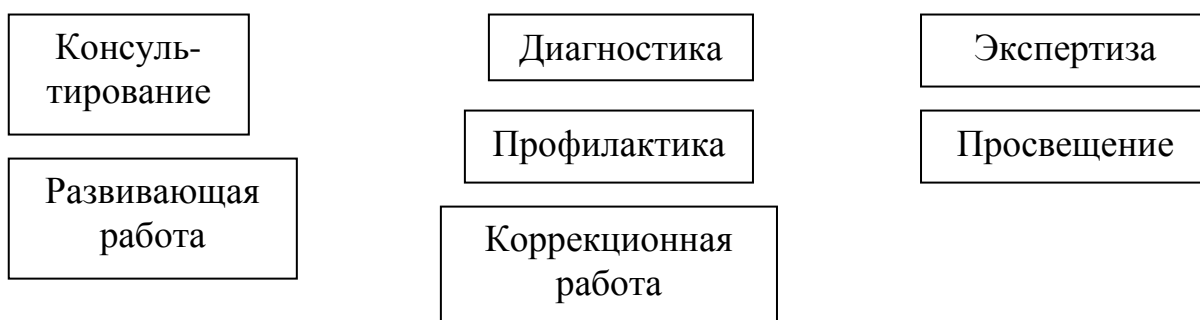 Консуль-
тирование
Развивающая
работа
Диагностика
Профилактика
Коррекционная
работа
Экспертиза
Просвещение